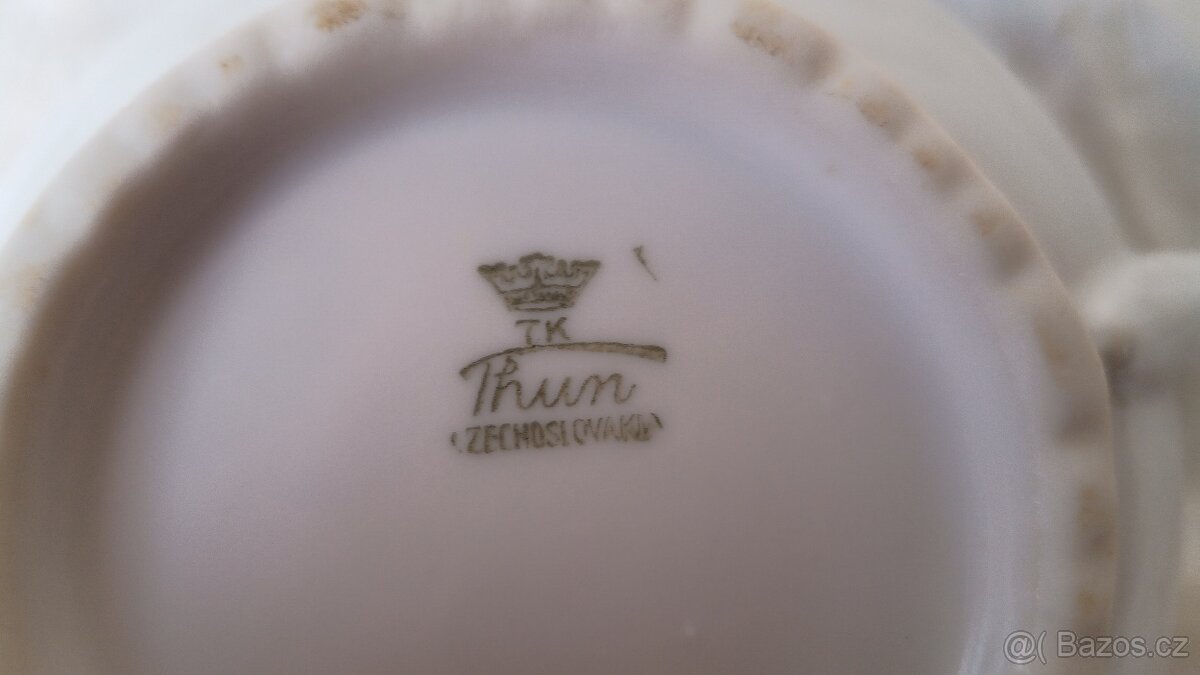 TK
Thun
CZECHOSLOVAKIA
@( Bazos.cz